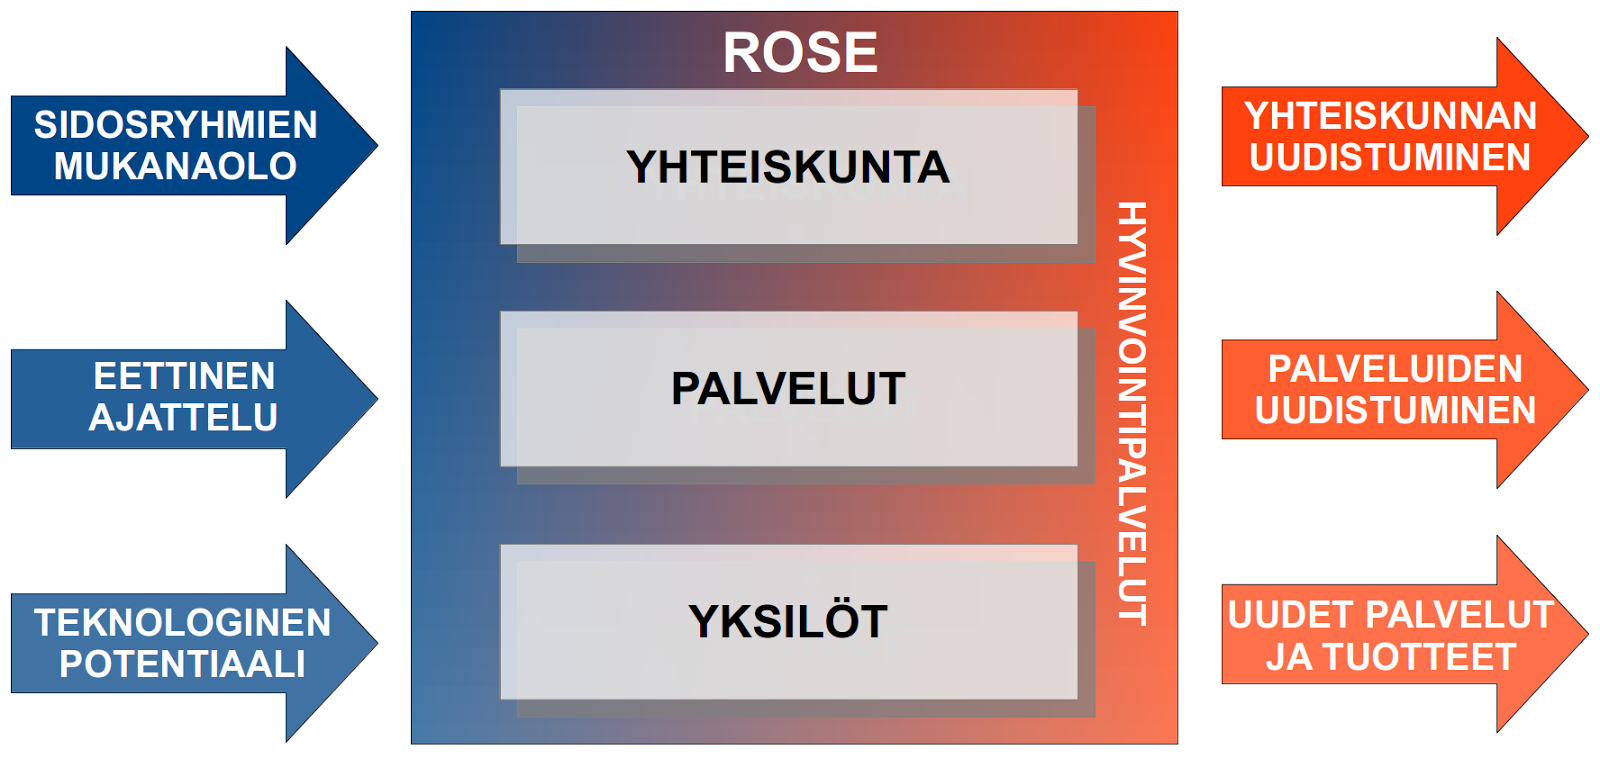 SIDOSRYHMIEN
MUKANAOLO
EETTINEN
AJATTELU
TEKNOLOGINEN
POTENTIAALI
ROSE
YHTEISKUNTA
PALVELUT
YKSILÖT
HYVINVOINTIPALVELUT
YHTEISKUNNAN
UUDISTUMINEN
PALVELUIDEN
UUDISTUMINEN
UUDET PALVELUT
JA TUOTTEET